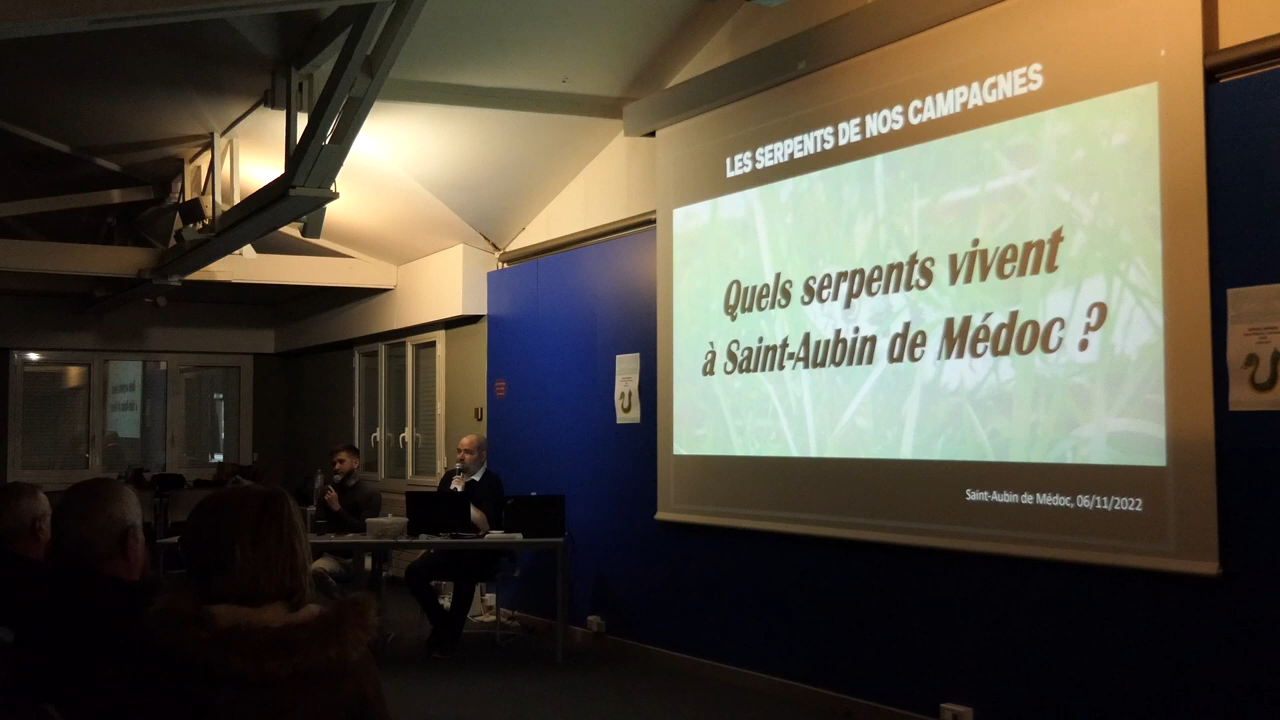 LES SERPENTS DE NOS CAMPAGNES
Quels serpents vivent
à Saint-Aubin de Médoc ?
Saint-Aubin de Médoc, 06/11/2022